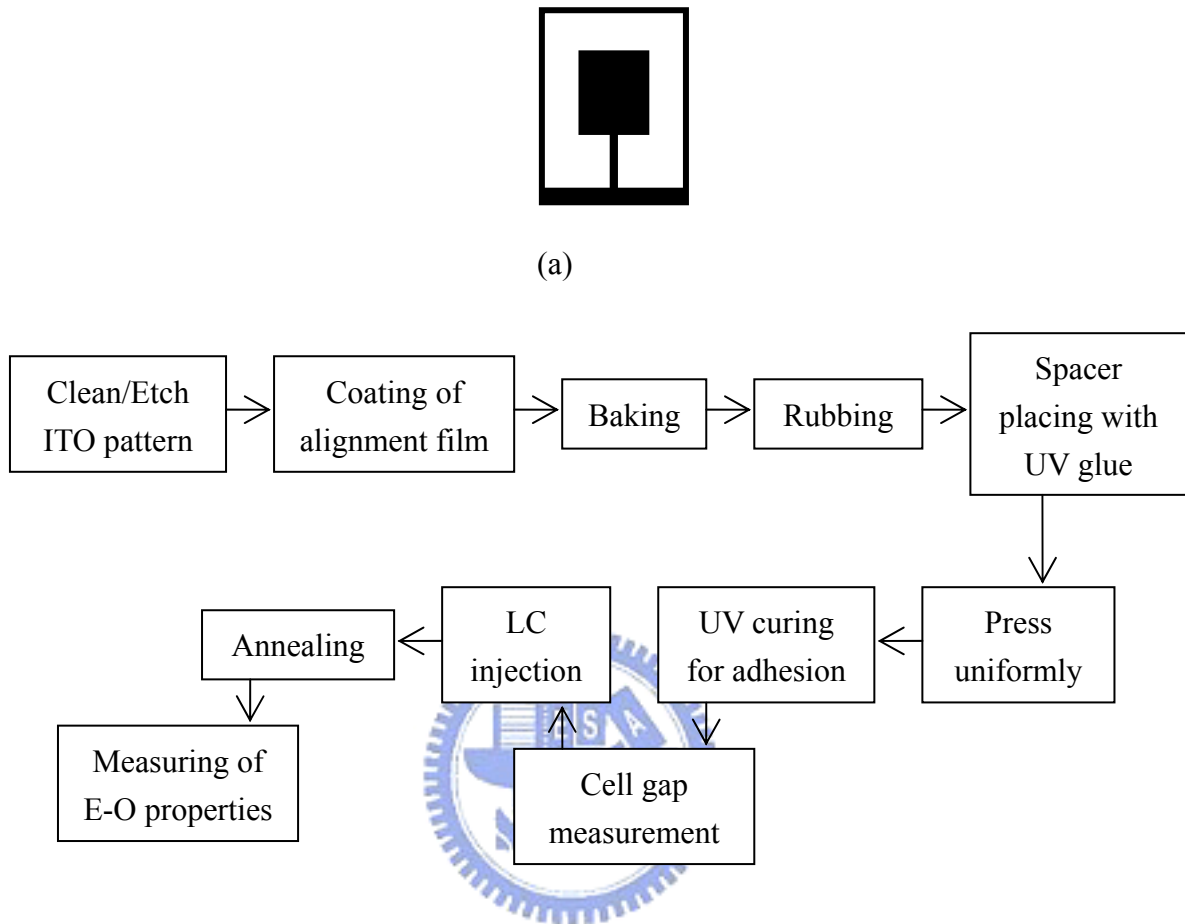 (a)
Clean/Etch
ITO pattern
Coating of
alignment film
Baking
Rubbing
Spacer
placing with
UV glue
Press
uniformly
UV curing
for adhesion
Cell gap
measurement
LC
injection
Annealing
Measuring of
E-O properties
E S A